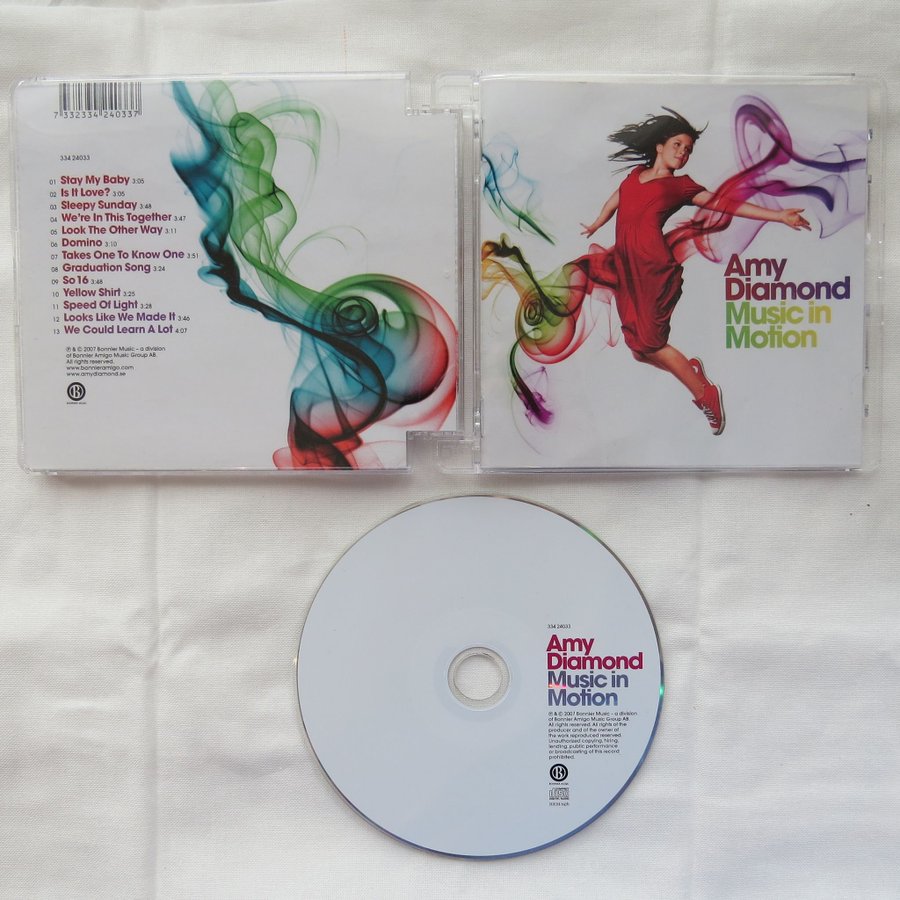 7 332334 240337
334 24033
01 Stay My Baby 3:05
02 Is It Love? 3:05
03 Sleepy Sunday 3:48
04 We're In This Together 3:47
05 Look The Other Way 3:11
06 Domino 3:10
07 Takes One To Know One 3:51
08 Graduation Song 3:24
09 So 16 3:48
10 Yellow Shirt 3:25
11 Speed Of Light 3:28
12 Looks Like We Made It 3:46
13 We Could Learn A Lot 4:07
℗ & © 2007 Bonnier Music - a division
of Bonnier Amigo Music Group AB.
All rights reserved.
www.bonnieramigo.com
www.amydiamond.se
B
BONNIER MUSIC
Amy
Diamond
Music in
Motion
334 24033
Amy
Diamond
Music in
Motion
℗ & © 2007 Bonnier Music - a division
of Bonnier Amigo Music Group AB.
All rights reserved. All rights of the
producer and of the owner of
the work reproduced reserved.
Unauthorized copying, hiring,
lending, public performance
or broadcasting of this record
prohibited.
B
BONNIER MUSIC
DIGITAL AUDIO